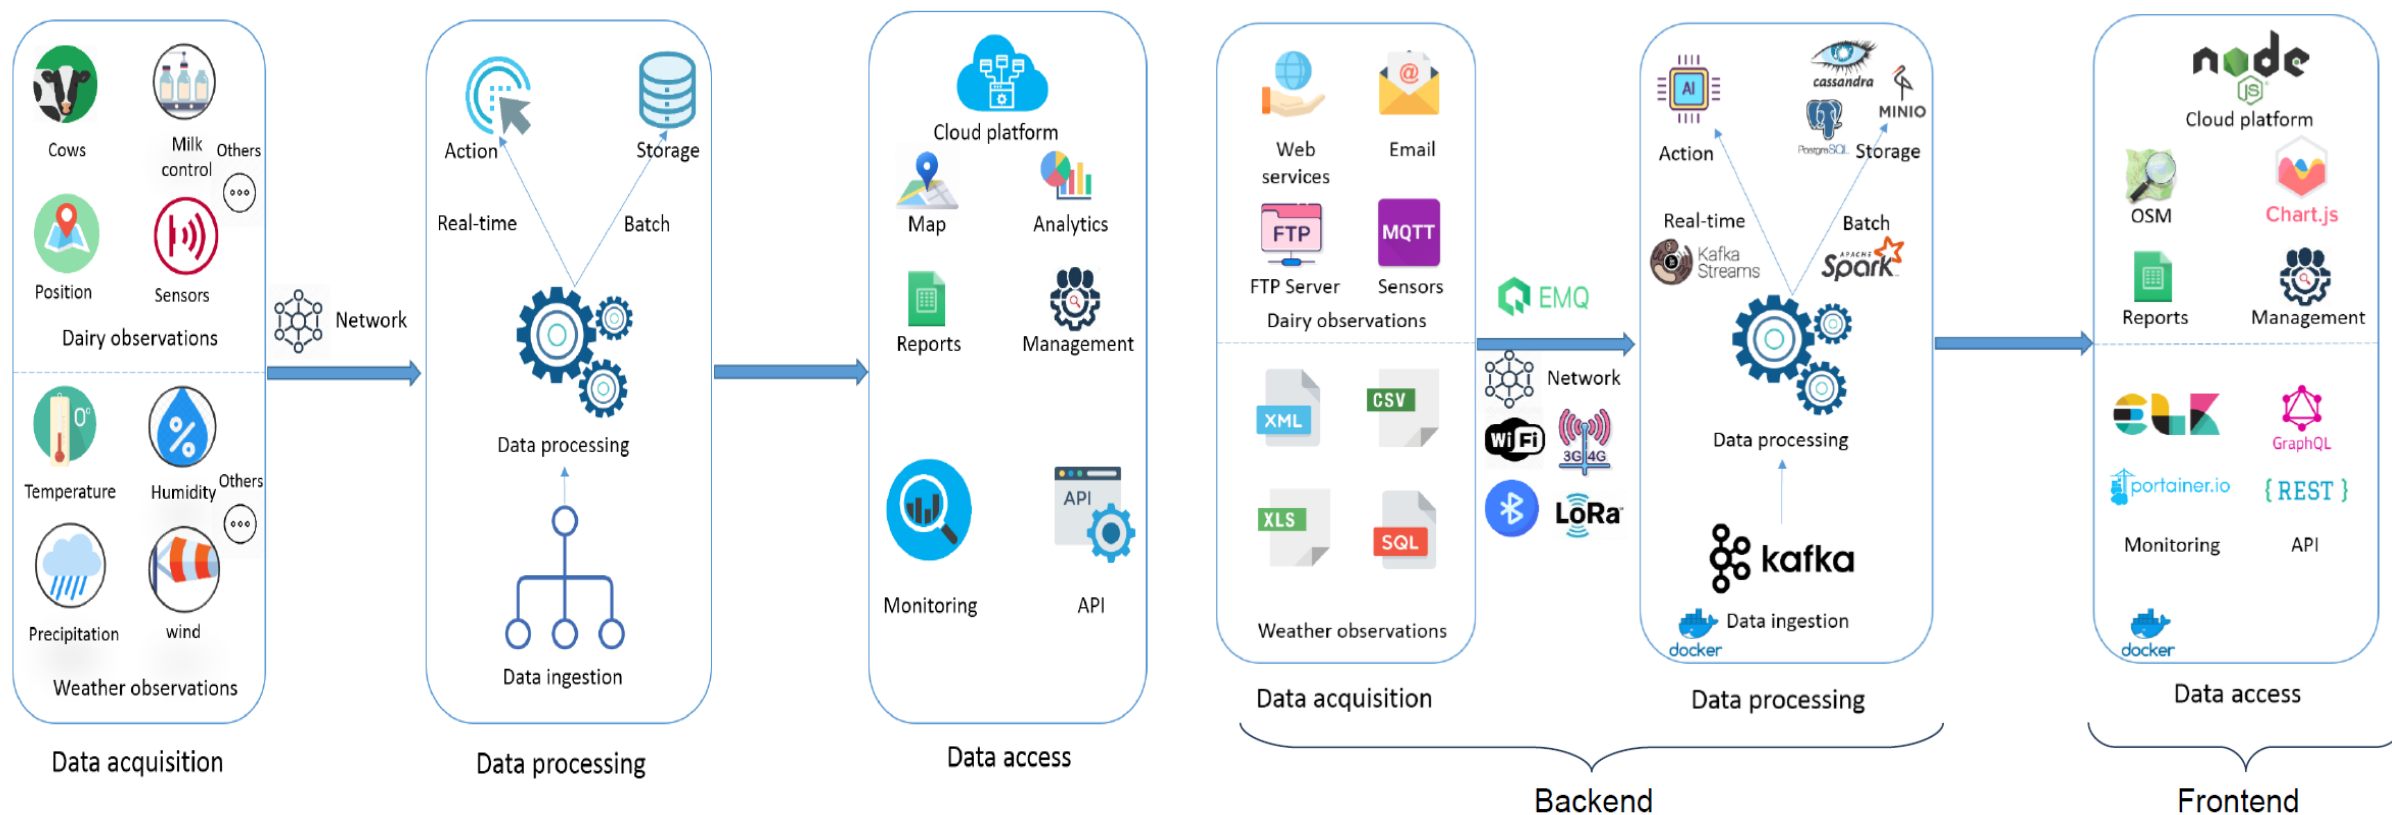 Cows
Milk
control
Others
Position
Sensors
Dairy observations
0°
%
Temperature
Humidity
Others
Precipitation
wind
Weather observations
Data acquisition
Network
Action
Storage
Real-time
Batch
Data processing
Data ingestion
Data processing
Cloud platform
Map
Analytics
Reports
Management
API
Monitoring
API
Data access
@
Web
services
Email
FTP
MQTT
FTP Server
Sensors
Dairy observations
XML
CSV
XLS
SQL
Weather observations
Data acquisition
EMQ
Network
WiFi
3G 4G
LoRa
AI
cassandra
MINIO
PostgreSQL
Action
Storage
Real-time
Batch
Kafka
Streams
APACHE
Spark
Data processing
kafka
Data ingestion
docker
Data processing
Backend
node
JS
Cloud platform
OSM
Chart.js
Reports
Management
ELK
GraphQL
portainer.io
{ REST }
Monitoring
API
docker
Data access
Frontend